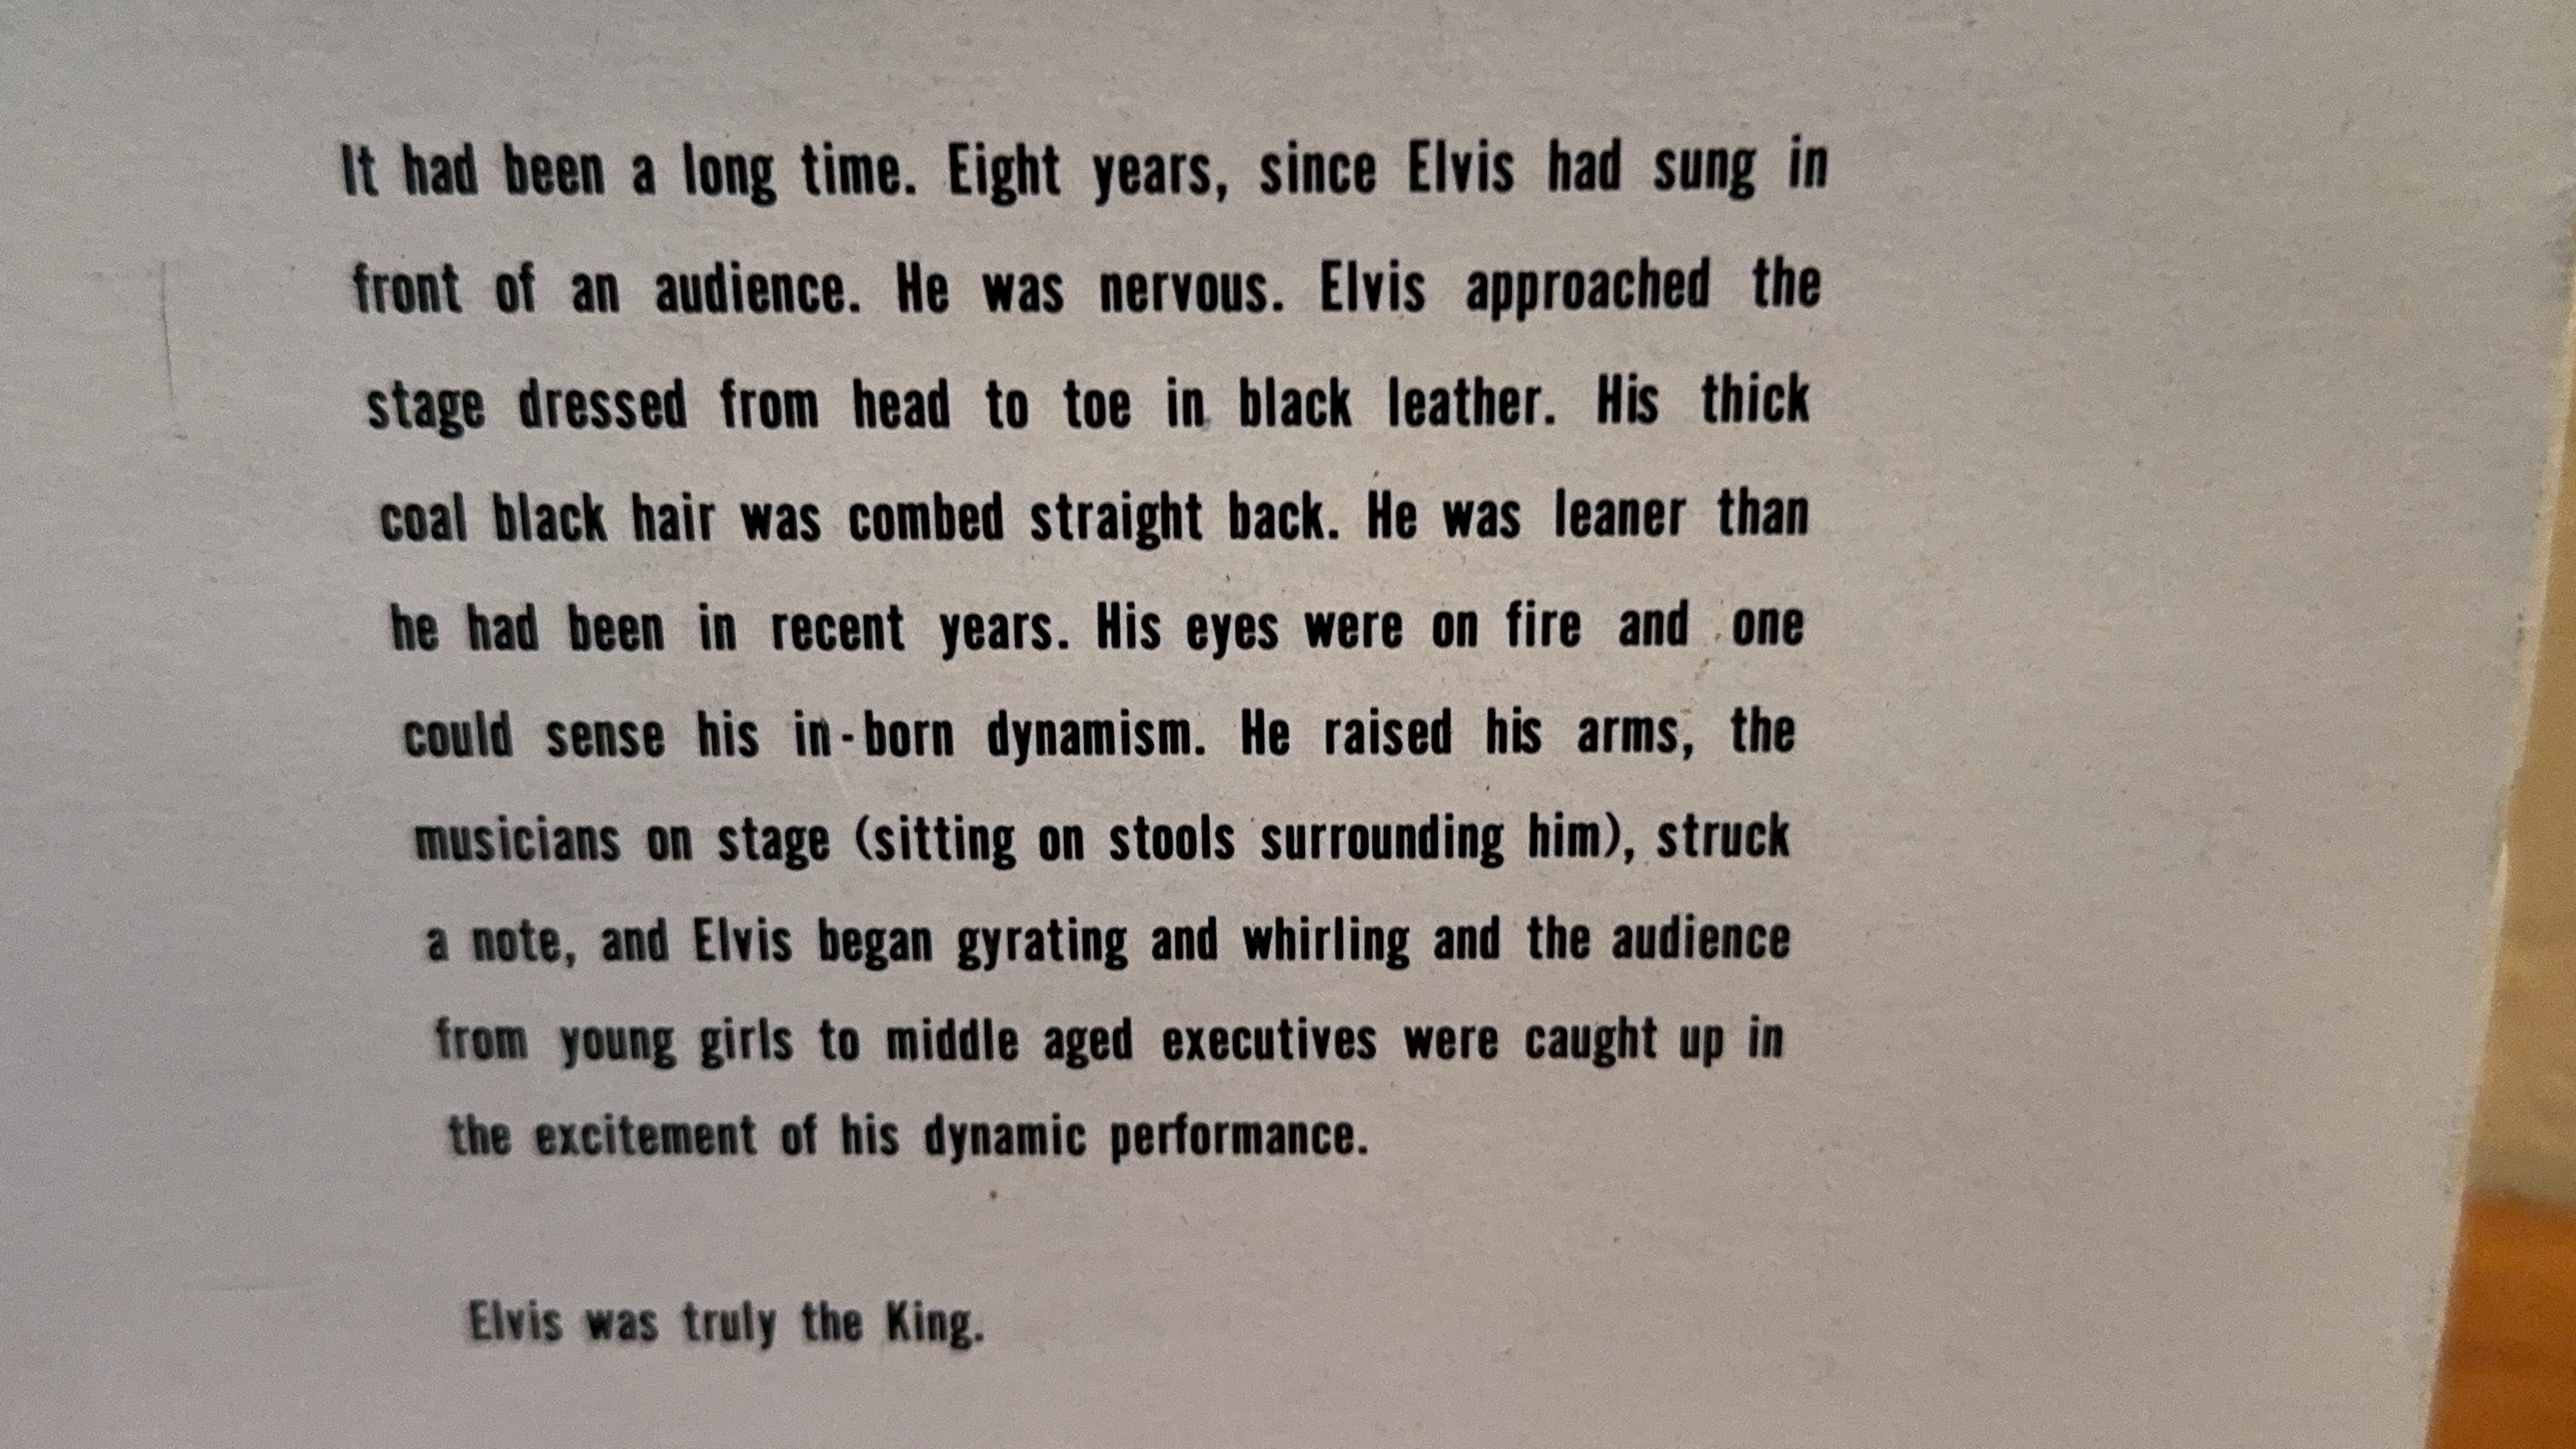 It had been a long time. Eight years, since Elvis had sung in
front of an audience. He was nervous. Elvis approached the
stage dressed from head to toe in black leather. His thick
coal black hair was combed straight back. He was leaner than
he had been in recent years. His eyes were on fire and one
could sense his in-born dynamism. He raised his arms, the
musicians on stage (sitting on stools surrounding him), struck
a note, and Elvis began gyrating and whirling and the audience
from young girls to middle aged executives were caught up in
the excitement of his dynamic performance.
Elvis was truly the King.